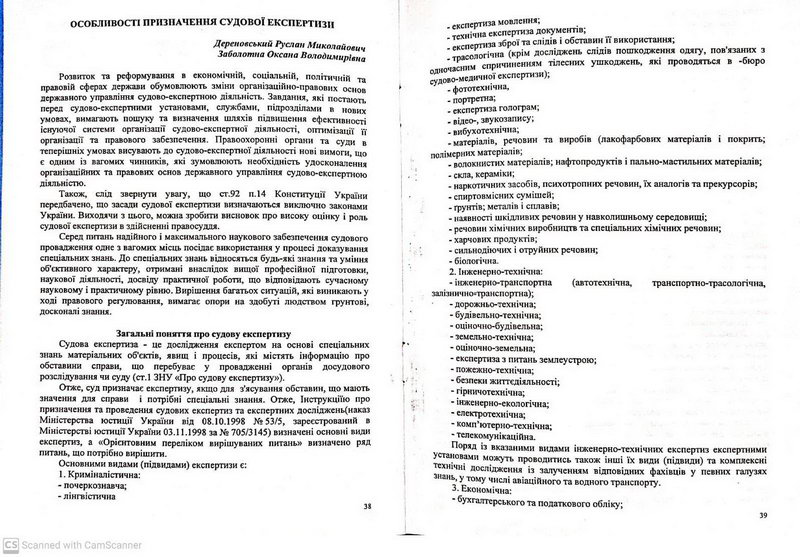 ОСОБЛИВОСТІ ПРИЗНАЧЕННЯ СУДОВОЇ ЕКСПЕРТИЗИ
Дереновський Руслан Миколайович
Заболотна Оксана Володимирівна
Розвиток та реформування в економічній, соціальній, політичній та
правовій сферах держави обумовлюють зміни організаційно-правових основ
державного управління судово-експертною діяльність. Завдання, які постають
перед судово-експертними установами, службами, підрозділами в нових
умовах, вимагають пошуку та визначення шляхів підвищення ефективності
існуючої системи організації судово-експертної діяльності, оптимізації її
організації та правового забезпечення. Правоохоронні органи та суди в
теперішніх умовах висувають до судово-експертної діяльності нові вимоги, що
є одним із вагомих чинників, які зумовлюють необхідність удосконалення
організаційних та правових основ державного управління судово-експертною
діяльністю.
Також, слід звернути увагу, що ст.92 п.14 Конституції України
передбачено, що засади судової експертизи визначаються виключно законами
України. Виходячи з цього, можна зробити висновок про високу оцінку і роль
судової експертизи в здійсненні правосуддя.
Серед питань надійного і максимального наукового забезпечення судового
провадження одне з вагомих місць посідає використання у процесі доказування
спеціальних знань. До спеціальних знань відносяться будь-які знання та уміння
об'єктивного характеру, отримані внаслідок вищої професійної підготовки,
наукової діяльності, досвіду практичної роботи, що відповідають сучасному
науковому і практичному рівню. Вирішення багатьох ситуацій, які виникають у
ході правового регулювання, вимагає опори на здобуті людством грунтові,
досконалі знання.
Загальні поняття про судову експертизу
Судова експертиза - це дослідження експертом на основі спеціальних
знань матеріальних об'єктів, явищ і процесів, які містять інформацію про
обставини справи, що перебуває у провадженні органів досудового
розслідування чи суду (ст.1 ЗНУ «Про судову експертизу»).
Отже, суд призначає експертизу, якщо для з'ясування обставин, що мають
значення для справи і потрібні спеціальні знання. Отже, Інструкцїю про
призначення та проведення судових експертиз та експертних досліджень(наказ
Міністерства юстиції України від 08.10.1998 № 53/5, зареєстрований в
Міністерстві юстиції України 03.11.1998 за № 705/3145) визначені основні види
експертиз, а «Орієнтовним переліком вирішуваних питань» визначено ряд
питань, що потрібно вирішити.
Основними видами (підвидами) експертизи є:
1. Криміналістична:
- почеркознавча;
- лінгвістична
38
- експертиза мовлення;
- технічна експертиза документів;
- експертиза зброї та слідів і обставин її використання;
- трасологічна (крім досліджень слідів пошкодження одягу, пов'язаних з
одночасним спричиненням тілесних ушкоджень, які проводяться в -бюро
судово-медичної експертизи);
- фототехнічна,
- портретна;
- експертиза голограм;
- відео-, звукозапису;
- вибухотехнічна;
- матеріалів, речовин та виробів (лакофарбових матеріалів і покрить;
полімерних матеріалів;
- волокнистих матеріалів; нафтопродуктів і пально-мастильних матеріалів;
- скла, кераміки;
- наркотичних засобів, психотропних речовин, їх аналогів та прекурсорів;
- спиртовмісних сумішей;
- ґрунтів; металів і сплавів;
- наявності шкідливих речовин у навколишньому середовищі;
- речовин хімічних виробництв та спеціальних хімічних речовин;
- харчових продуктів;
- сильнодіючих і отруйних речовин;
- біологічна.
2. Інженерно-технічна:
- інженерно-транспортна (автотехнічна, транспортно-трасологічна,
залізнично-транспортна);
- дорожньо-технічна;
- будівельно-технічна;
- оціночно-будівельна;
- земельно-технічна;
- оціночно-земельна;
- експертиза з питань землеустрою;
- пожежно-технічна;
- безпеки життєдіяльності;
- гірничотехнічна;
- інженерно-екологічна;
- електротехнічна;
- комп'ютерно-технічна;
- телекомунікаційна.
Поряд із вказаними видами інженерно-технічних експертиз експертними
установами можуть проводитись також інші їх види (підвиди) та комплексні
технічні дослідження із залученням відповідних фахівців у певних галузях
знань, у тому числі авіаційного та водного транспорту.
3. Економічна:
- бухгалтерського та податкового обліку;
39
CS Scanned with CamScanner